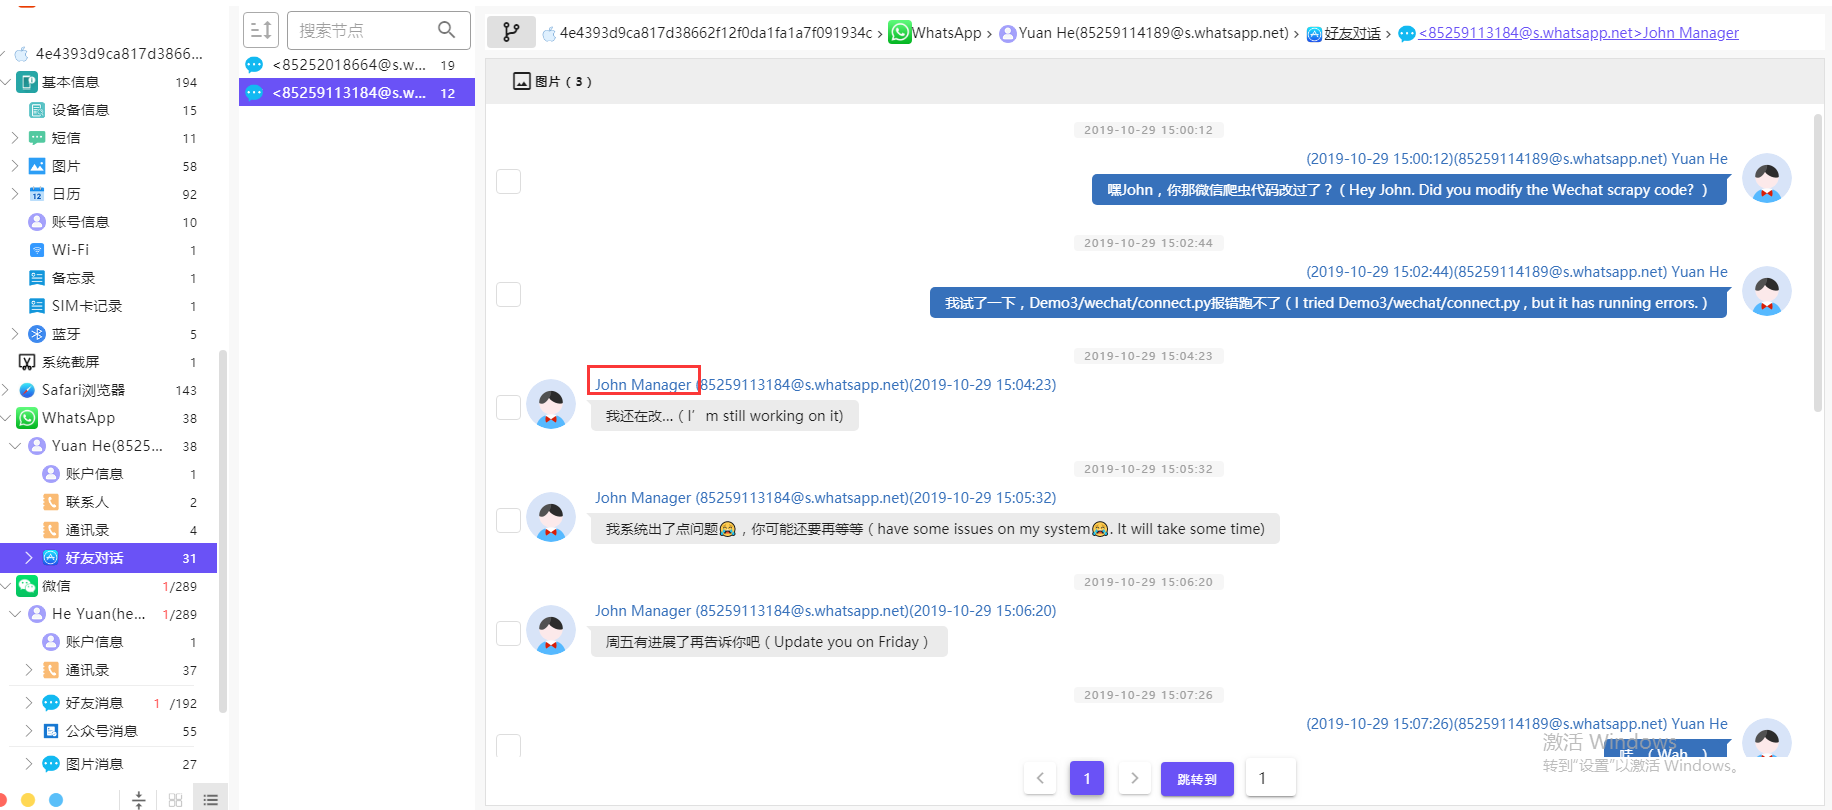 4e4393d9ca817d3866...
基本信息 194
设备信息 15
短信 11
图片 58
日历 92
账号信息 10
Wi-Fi 1
备忘录 1
SIM卡记录 1
蓝牙 5
系统截屏 1
Safari浏览器 143
WhatsApp 38
Yuan He(8525... 38
账户信息 1
联系人 2
通讯录 4
好友对话 31
微信 1/289
He Yuan(he... 1/289
账户信息 1
通讯录 37
好友消息 1 /192
公众号消息 55
图片消息 27
搜索节点
<85252018664@s.w... 19
<85259113184@s.w... 12
4e4393d9ca817d38662f12f0da1fa1a7f091934c > WhatsApp > Yuan He(85259114189@s.whatsapp.net) > 好友对话 > <85259113184@s.whatsapp.net>John Manager
图片 ( 3 )
2019-10-29 15:00:12
(2019-10-29 15:00:12)(85259114189@s.whatsapp.net) Yuan He
嘿John，你那微信爬虫代码改过了？（Hey John. Did you modify the Wechat scrapy code? ）
2019-10-29 15:02:44
(2019-10-29 15:02:44)(85259114189@s.whatsapp.net) Yuan He
我试了一下，Demo3/wechat/connect.py报错跑不了（I tried Demo3/wechat/connect.py , but it has running errors. ）
2019-10-29 15:04:23
John Manager (85259113184@s.whatsapp.net)(2019-10-29 15:04:23)
我还在改...（I’m still working on it)
2019-10-29 15:05:32
John Manager (85259113184@s.whatsapp.net)(2019-10-29 15:05:32)
我系统出了点问题😭，你可能还要再等等（have some issues on my system😭. It will take some time)
2019-10-29 15:06:20
John Manager (85259113184@s.whatsapp.net)(2019-10-29 15:06:20)
周五有进展了再告诉你吧（Update you on Friday ）
2019-10-29 15:07:26
(2019-10-29 15:07:26)(85259114189@s.whatsapp.net) Yuan He
哇 （Wah ）
激活 Windows
转到“设置”以激活 Windows。
< 1 > 跳转到 1